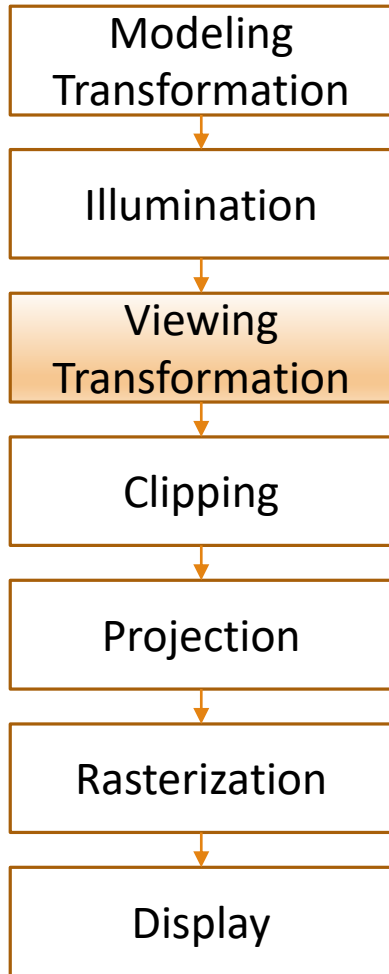 Modeling
Transformation
Illumination
Viewing
Transformation
Clipping
Projection
Rasterization
Display